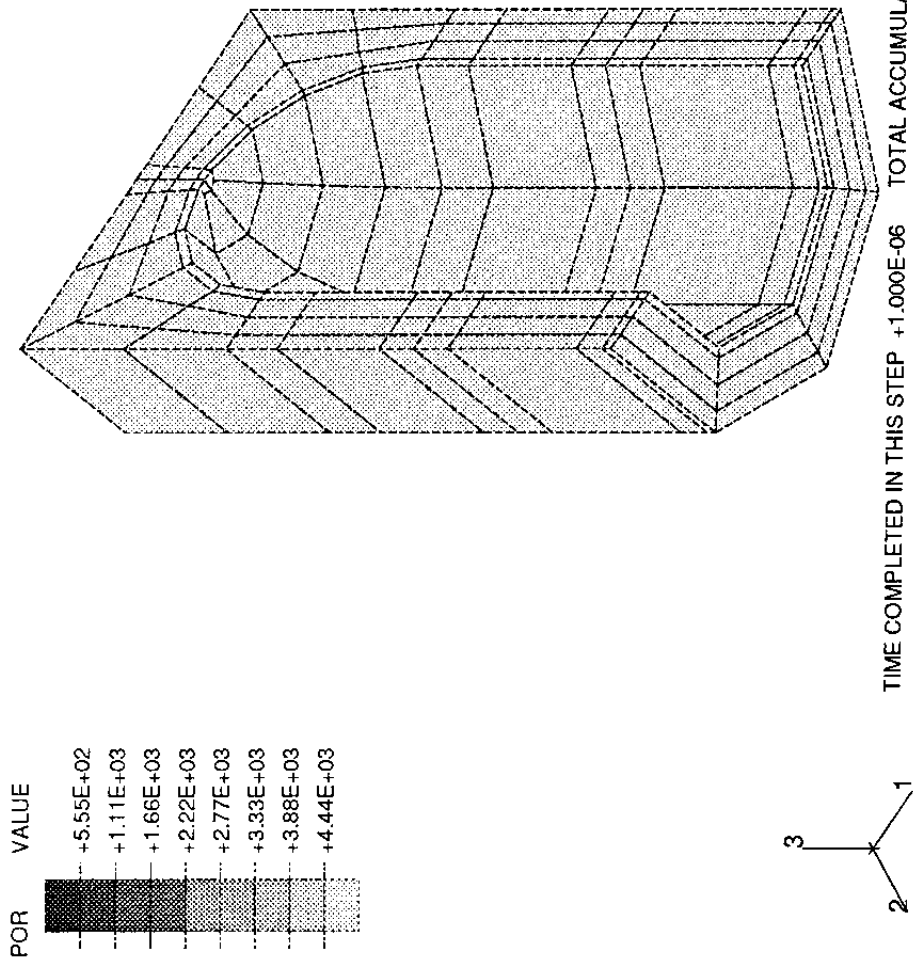 POR VALUE
+5.55E+02
+1.11E+03
+1.66E+03
+2.22E+03
+2.77E+03
+3.33E+03
+3.88E+03
+4.44E+03
3
2
1
TIME COMPLETED IN THIS STEP +1.000E-06 TOTAL ACCUMULA